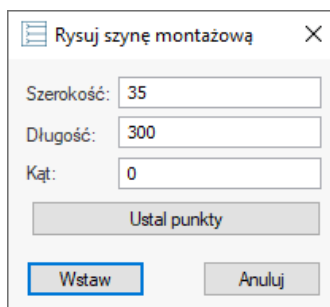 Rysuj szynę montażową
Szerokość: 35
Długość: 300
Kąt: 0
Ustal punkty
Wstaw Anuluj